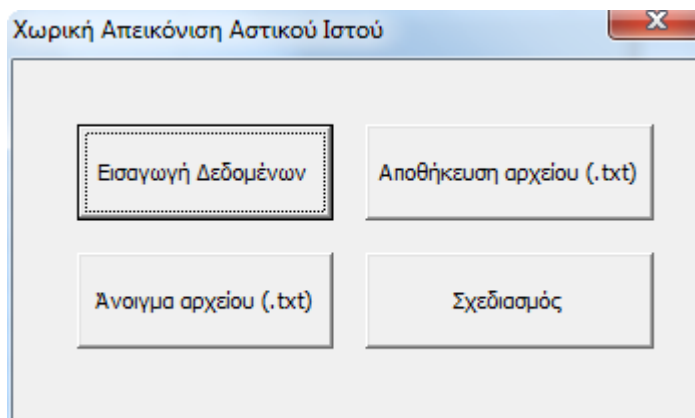 Χωρική Απεικόνιση Αστικού Ιστού
Εισαγωγή Δεδομένων
Αποθήκευση αρχείου (.txt)
Άνοιγμα αρχείου (.txt)
Σχεδιασμός